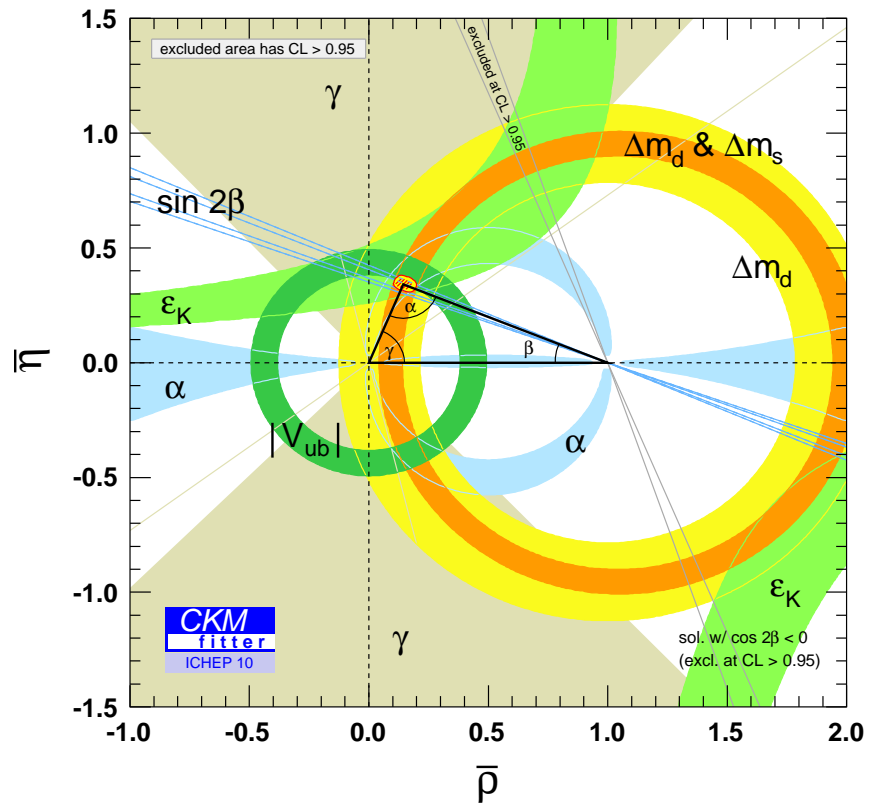 1.5
excluded area has CL > 0.95
γ
excluded at CL > 0.95
1.0
Δm_d & Δm_s
sin 2β
0.5
Δm_d
ε_K
α
η̄
0.0
γ
β
α
α
|V_ub|
-0.5
ε_K
-1.0
CKM
fitter
ICHEP 10
γ
sol. w/ cos 2β < 0
(excl. at CL > 0.95)
-1.5
-1.0 -0.5 0.0 0.5 1.0 1.5 2.0
ρ̄